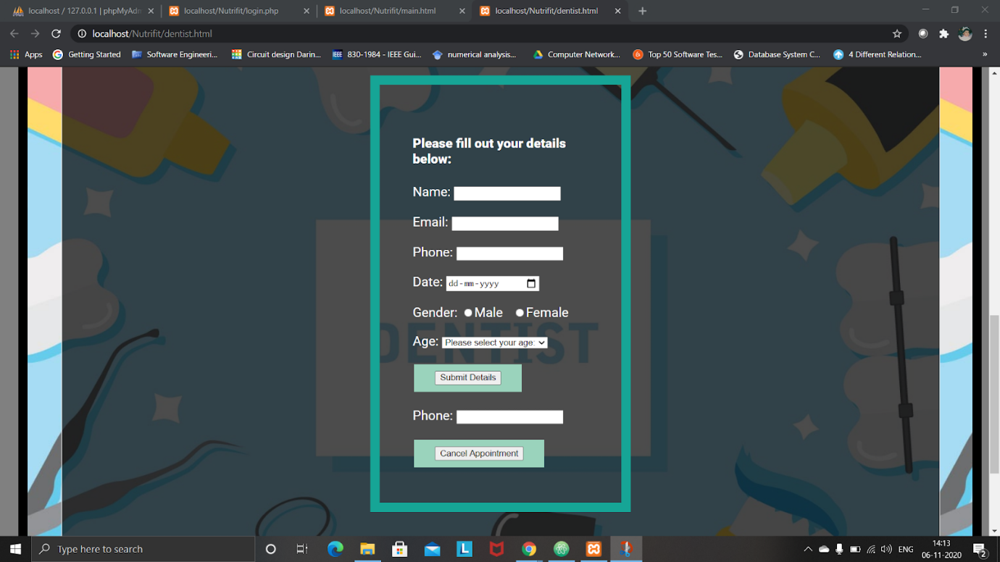 localhost / 127.0.0.1 | phpMyAdm
localhost/Nutrifit/login.php
localhost/Nutrifit/main.html
localhost/Nutrifit/dentist.html
localhost/Nutrifit/dentist.html
Apps
Getting Started
Software Engineeri...
Circuit design Darin...
IEEE
830-1984 - IEEE Gui...
numerical analysis...
Computer Network...
Top 50 Software Tes...
Database System C...
4 Different Relation...
Please fill out your details
below:
Name:
Email:
Phone:
Date: dd-mm-yyyy
Gender: Male Female
Age: Please select your age:
DENTIST
Submit Details
Phone:
Cancel Appointment
Type here to search
L
ENG
14:13
06-11-2020
2